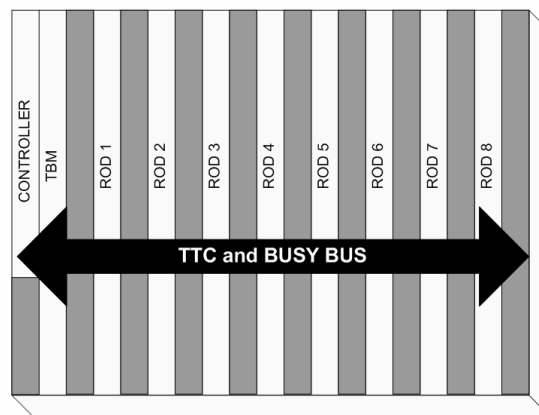 CONTROLLER
TBM
ROD 1
ROD 2
ROD 3
ROD 4
ROD 5
ROD 6
ROD 7
ROD 8
TTC and BUSY BUS